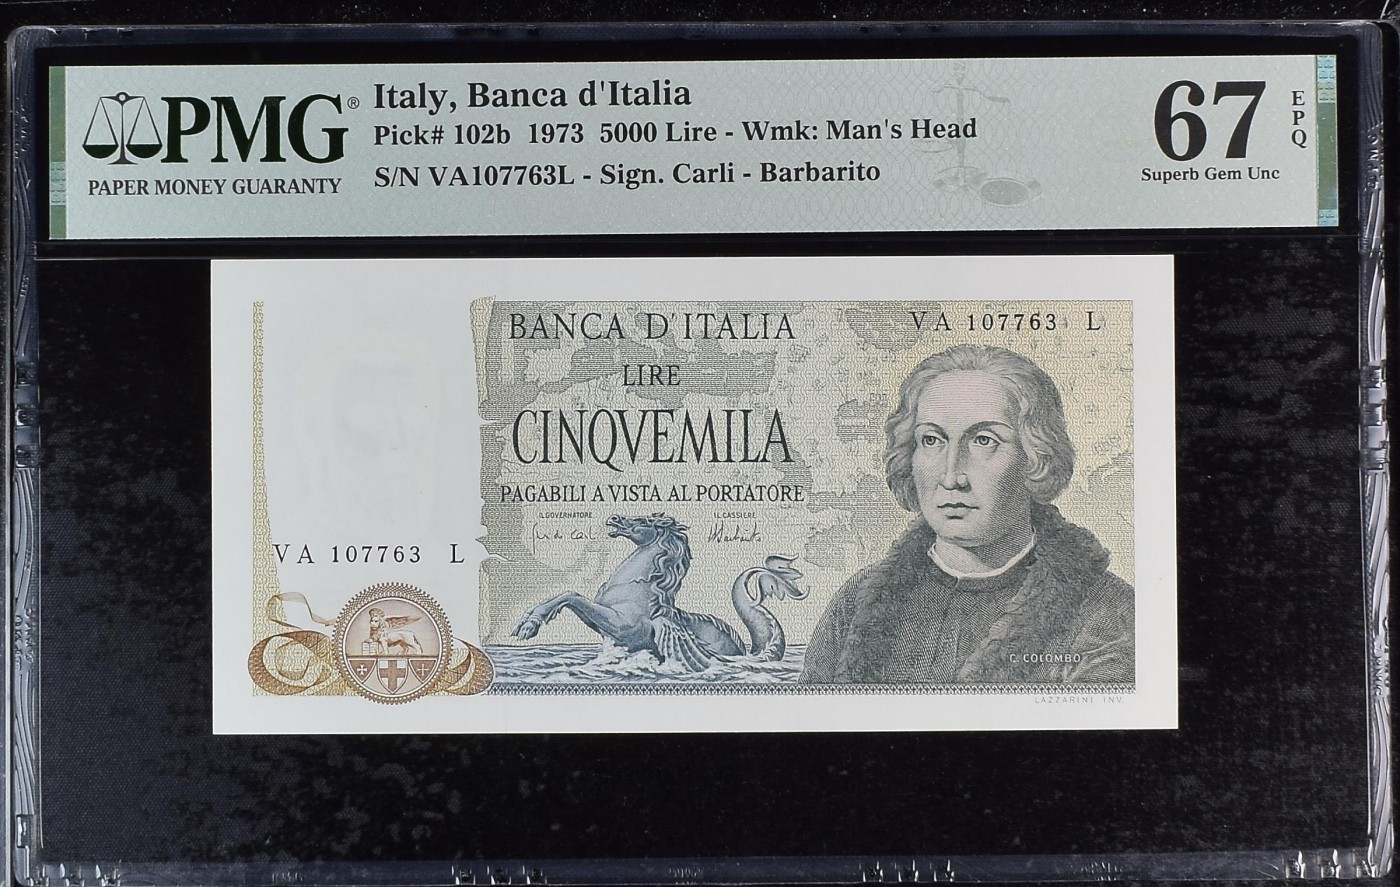 PMG®
PAPER MONEY GUARANTY
Italy, Banca d'Italia
Pick# 102b 1973 5000 Lire - Wmk: Man's Head
S/N VA107763L - Sign. Carli - Barbarito
67
EPQ
Superb Gem Unc
BANCA D'ITALIA
VA 107763 L
LIRE
CINQVEMILA
PAGABILI A VISTA AL PORTATORE
IL GOVERNATORE
IL CASSIERE
VA 107763 L
C. COLOMBO
LAZZARINI INV.